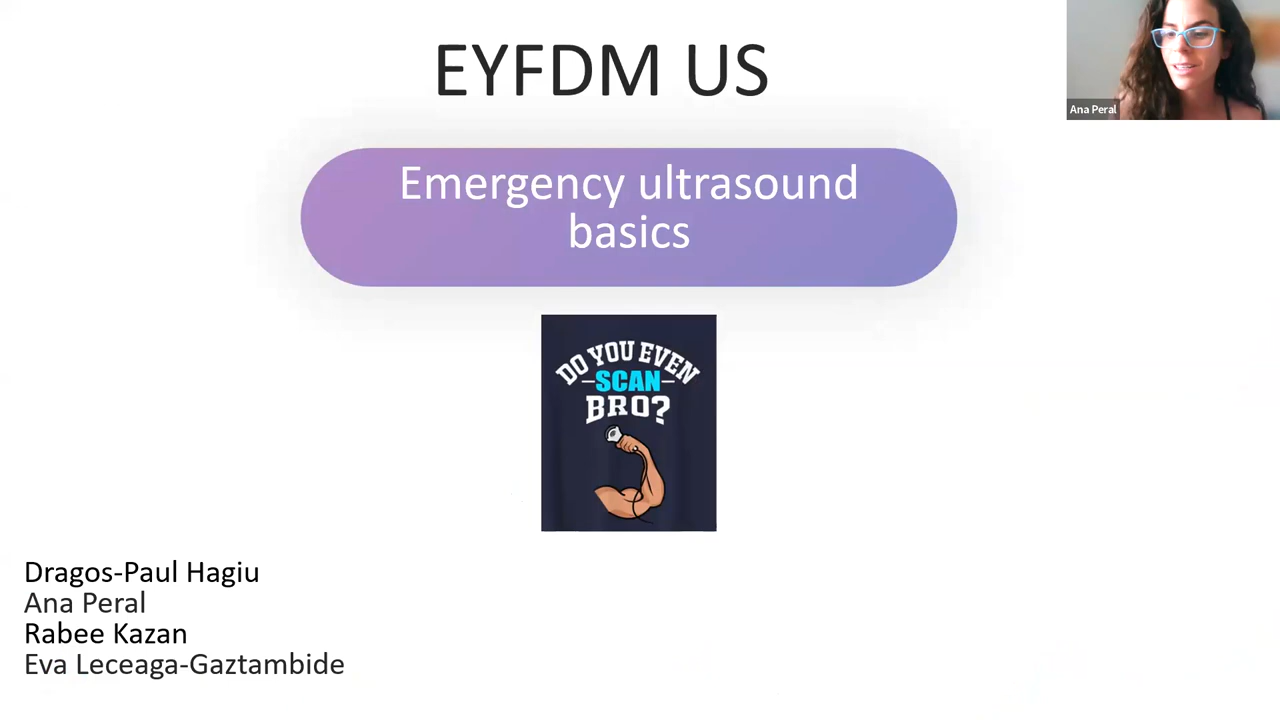 EYFDM US
Ana Peral
Emergency ultrasound
basics
DO YOU EVEN
SCAN
BRO?
Dragos-Paul Hagiu
Ana Peral
Rabee Kazan
Eva Leceaga-Gaztambide